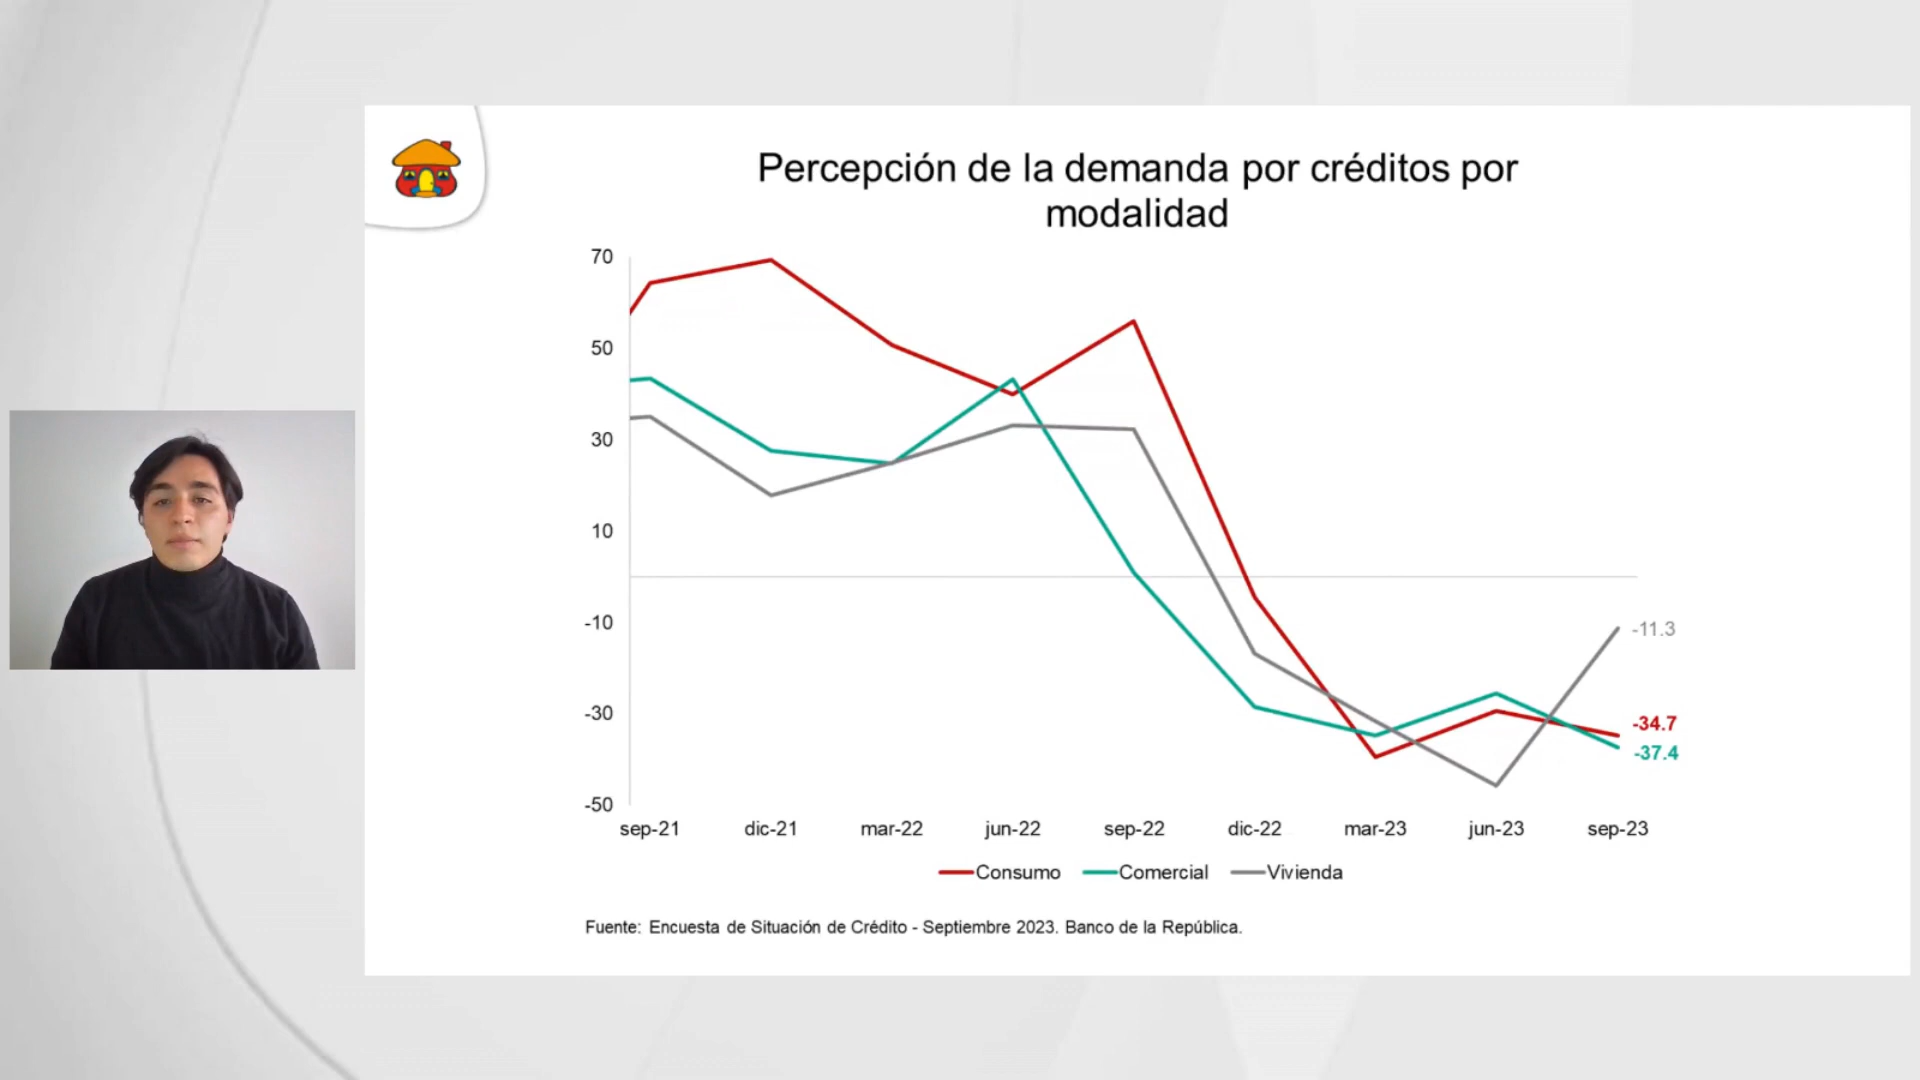 Percepción de la demanda por créditos por
modalidad
70
50
30
10
-10
-30
-50
-11.3
-34.7
-37.4
sep-21 dic-21 mar-22 jun-22 sep-22 dic-22 mar-23 jun-23 sep-23
Consumo Comercial Vivienda
Fuente: Encuesta de Situación de Crédito - Septiembre 2023. Banco de la República.